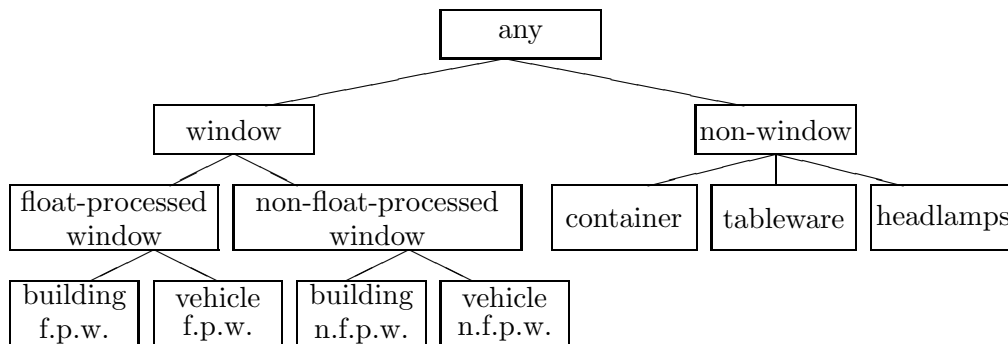 any
window
non-window
float-processed
window
non-float-processed
window
container
tableware
headlamps
building
f.p.w.
vehicle
f.p.w.
building
n.f.p.w.
vehicle
n.f.p.w.